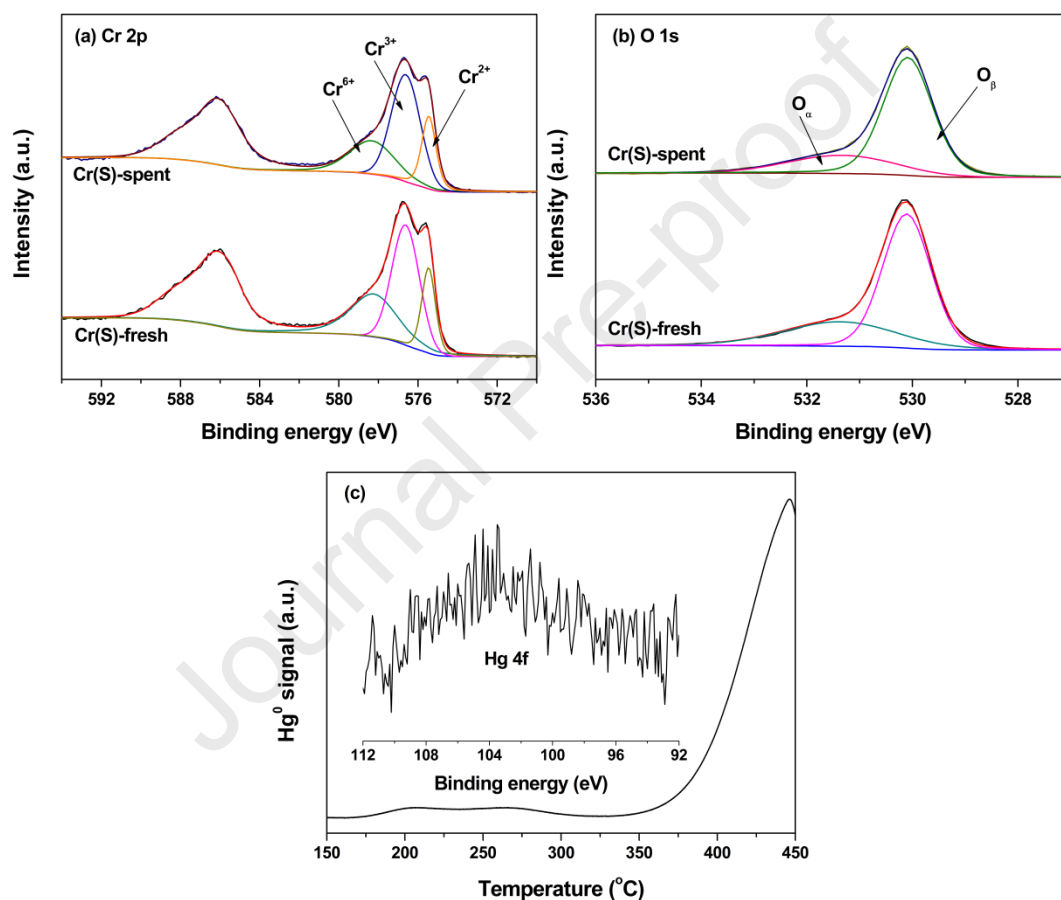 (a) Cr 2p
Cr³⁺
Cr⁶⁺
Cr²⁺
Cr(S)-spent
Cr(S)-fresh
Intensity (a.u.)
592 588 584 580 576 572
Binding energy (eV)
(b) O 1s
Oα
Oβ
Cr(S)-spent
Cr(S)-fresh
Intensity (a.u.)
536 534 532 530 528
Binding energy (eV)
(c)
Hg 4f
112 108 104 100 96 92
Binding energy (eV)
Hg⁰ signal (a.u.)
150 200 250 300 350 400 450
Temperature (°C)
Journal Pre-proof